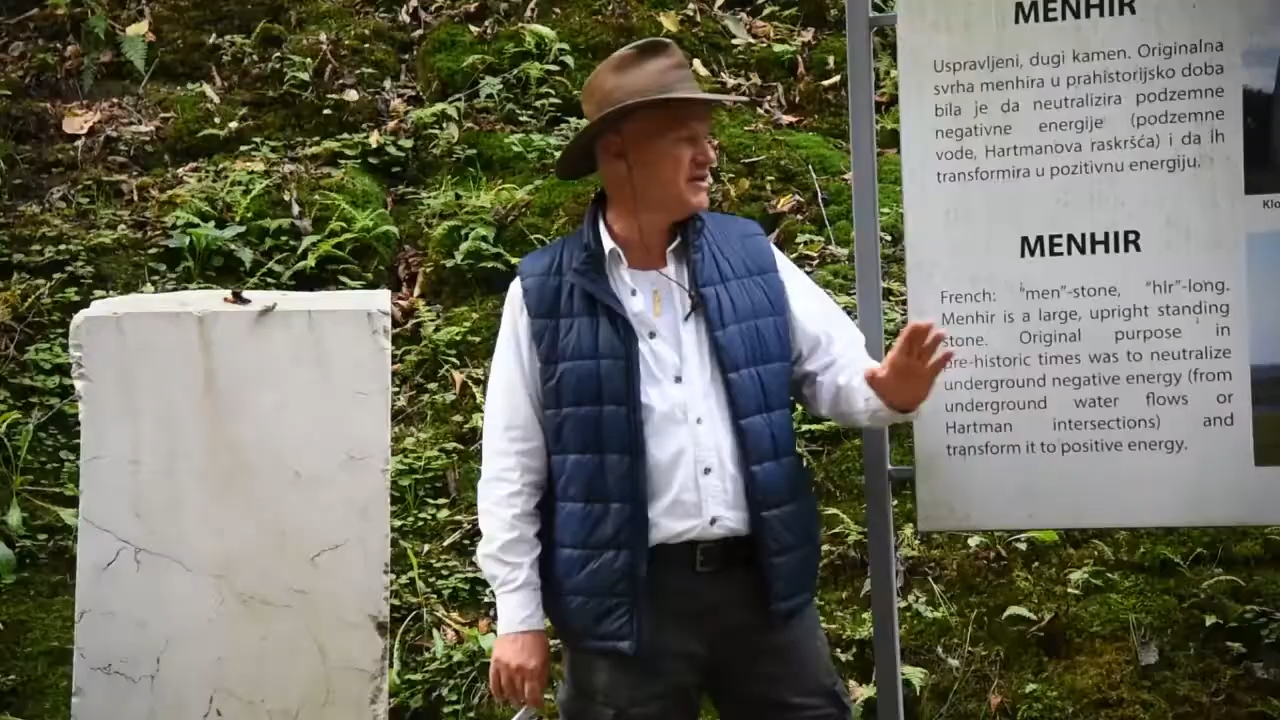 MENHIR
Uspravljeni, dugi kamen. Originalna
svrha menhira u prahistorijsko doba
bila je da neutralizira podzemne
negativne energije (podzemne
vode, Hartmanova raskršća) i da ih
transformira u pozitivnu energiju.
Klo
MENHIR
French: "men"-stone, "hIr"-long.
Menhir is a large, upright standing
stone. Original purpose in
pre-historic times was to neutralize
underground negative energy (from
underground water flows or
Hartman intersections) and
transform it to positive energy.